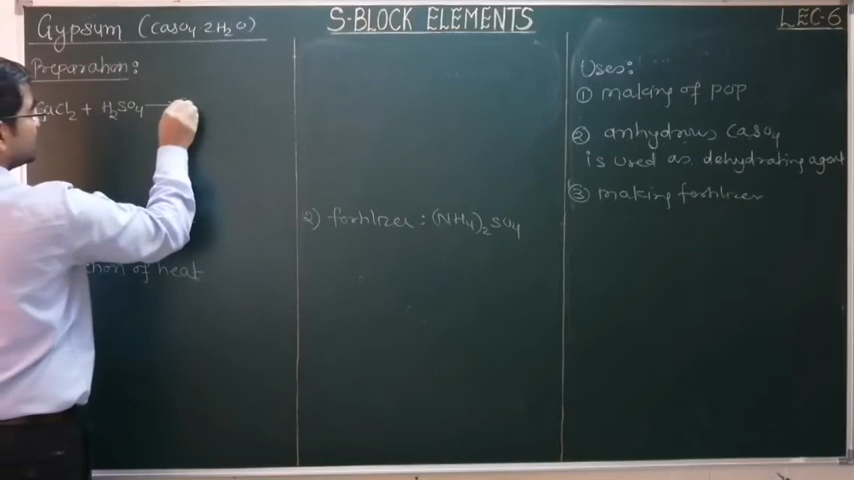 S-BLOCK ELEMENTS
LEC-6
Gypsum (CaSO4·2H2O)
Preparation:
CaCl2 + H2SO4 →
of heat
2) fertilizer : (NH4)2SO4
Uses:
① making of POP
② anhydrous CaSO4
is used as dehydrating agent
③ making fertilizer